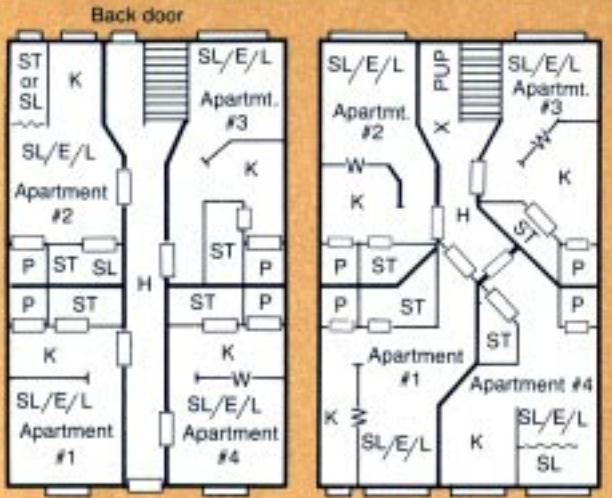 Back door
ST
or
SL
K
SL/E/L
Apartment
#2
P
ST
SL
P
ST
K
SL/E/L
Apartment
#1
H
SL/E/L
Apartmt.
#3
K
ST
P
ST
P
K
W
SL/E/L
Apartment
#4
SL/E/L
Apartmt.
#2
W
K
P
ST
P
ST
Apartment
#1
K
W
SL/E/L
PUP
X
H
SL/E/L
Apartmt.
#3
W
K
ST
P
P
ST
Apartment #4
SL/E/L
K
SL